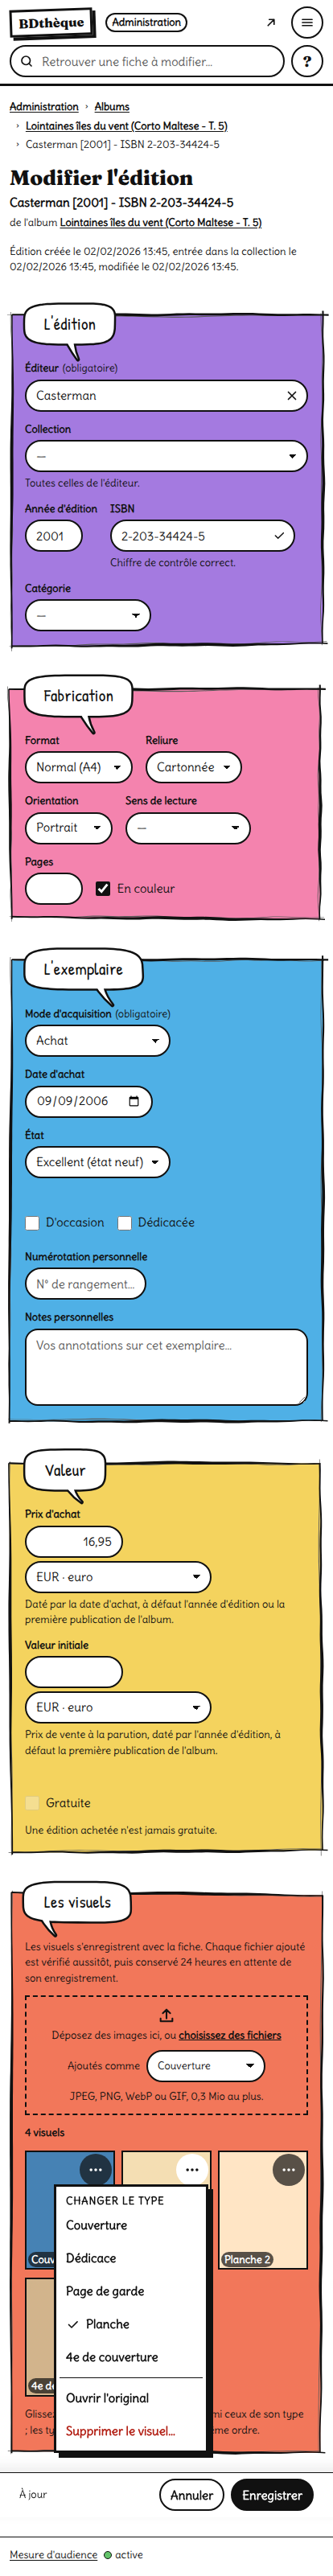 BDthèque Administration
Retrouver une fiche à modifier... ?
Administration › Albums
› Lointaines îles du vent (Corto Maltese - T. 5)
› Casterman [2001] - ISBN 2-203-34424-5
Modifier l'édition
Casterman [2001] - ISBN 2-203-34424-5
de l'album Lointaines îles du vent (Corto Maltese - T. 5)
Édition créée le 02/02/2026 13:45, entrée dans la collection le
02/02/2026 13:45, modifiée le 02/02/2026 13:45.
L'édition
Éditeur (obligatoire)
Casterman
Collection
—
Toutes celles de l'éditeur.
Année d'édition ISBN
2001 2-203-34424-5
Chiffre de contrôle correct.
Catégorie
—
Fabrication
Format Reliure
Normal (A4) Cartonnée
Orientation Sens de lecture
Portrait —
Pages
En couleur
L'exemplaire
Mode d'acquisition (obligatoire)
Achat
Date d'achat
09/09/2006
État
Excellent (état neuf)
D'occasion Dédicacée
Numérotation personnelle
N° de rangement...
Notes personnelles
Vos annotations sur cet exemplaire...
Valeur
Prix d'achat
16,95
EUR · euro
Daté par la date d'achat, à défaut l'année d'édition ou la
première publication de l'album.
Valeur initiale
EUR · euro
Prix de vente à la parution, daté par l'année d'édition, à
défaut la première publication de l'album.
Gratuite
Une édition achetée n'est jamais gratuite.
Les visuels
Les visuels s'enregistrent avec la fiche. Chaque fichier ajouté
est vérifié aussitôt, puis conservé 24 heures en attente de
son enregistrement.
Déposez des images ici, ou choisissez des fichiers
Ajoutés comme Couverture
JPEG, PNG, WebP ou GIF, 0,3 Mio au plus.
4 visuels
Planche 2
CHANGER LE TYPE
Couverture
Dédicace
Page de garde
Planche
4e de couverture
Ouvrir l'original
Supprimer le visuel...
ceux de son type
À jour Annuler Enregistrer
Mesure d'audience active